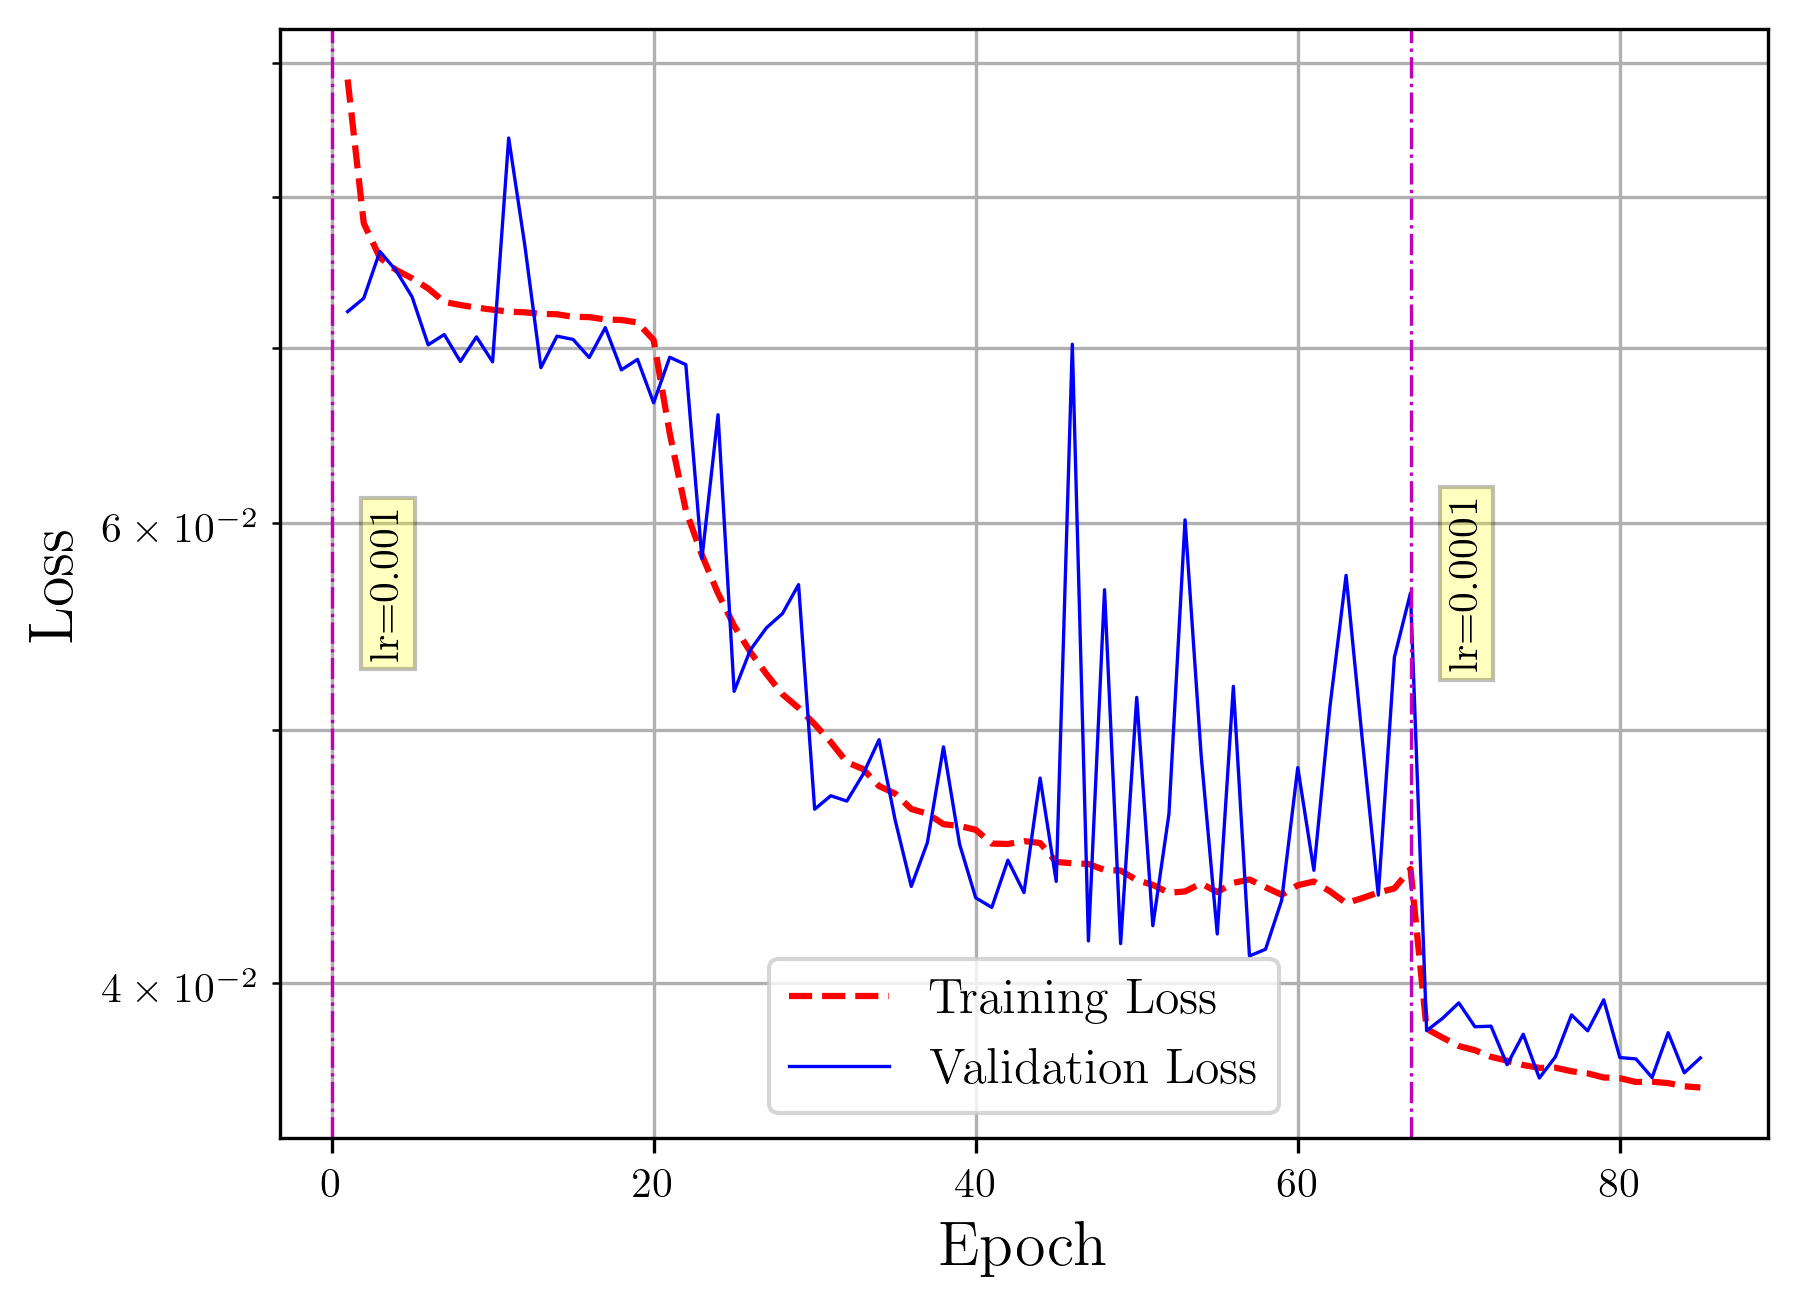 Loss
6 × 10⁻²
4 × 10⁻²
lr=0.001
lr=0.0001
Training Loss
Validation Loss
0 20 40 60 80
Epoch